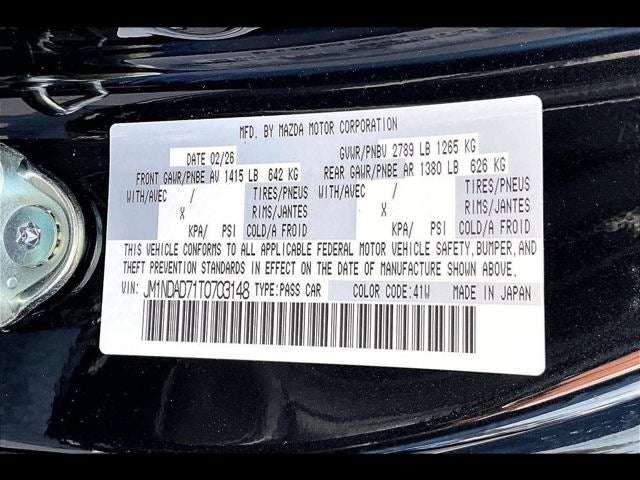 MFD. BY MAZDA MOTOR CORPORATION
DATE 02/26 GVWR/PNBV 2789 LB 1265 KG
FRONT GAWR/PNBE AV 1415 LB 642 KG REAR GAWR/PNBE AR 1380 LB 626 KG
WITH/AVEC / TIRES/PNEUS WITH/AVEC / TIRES/PNEUS
X RIMS/JANTES X RIMS/JANTES
KPA/ PSI COLD/A FROID KPA/ PSI COLD/A FROID
THIS VEHICLE CONFORMS TO ALL APPLICABLE FEDERAL MOTOR VEHICLE SAFETY, BUMPER, AND
THEFT PREVENTION STANDARDS IN EFFECT ON THE DATE OF MANUFACTURE SHOWN ABOVE.
VIN: JM1NDAD71T0703148 TYPE:PASS CAR COLOR CODE:41W MADE IN JAPAN